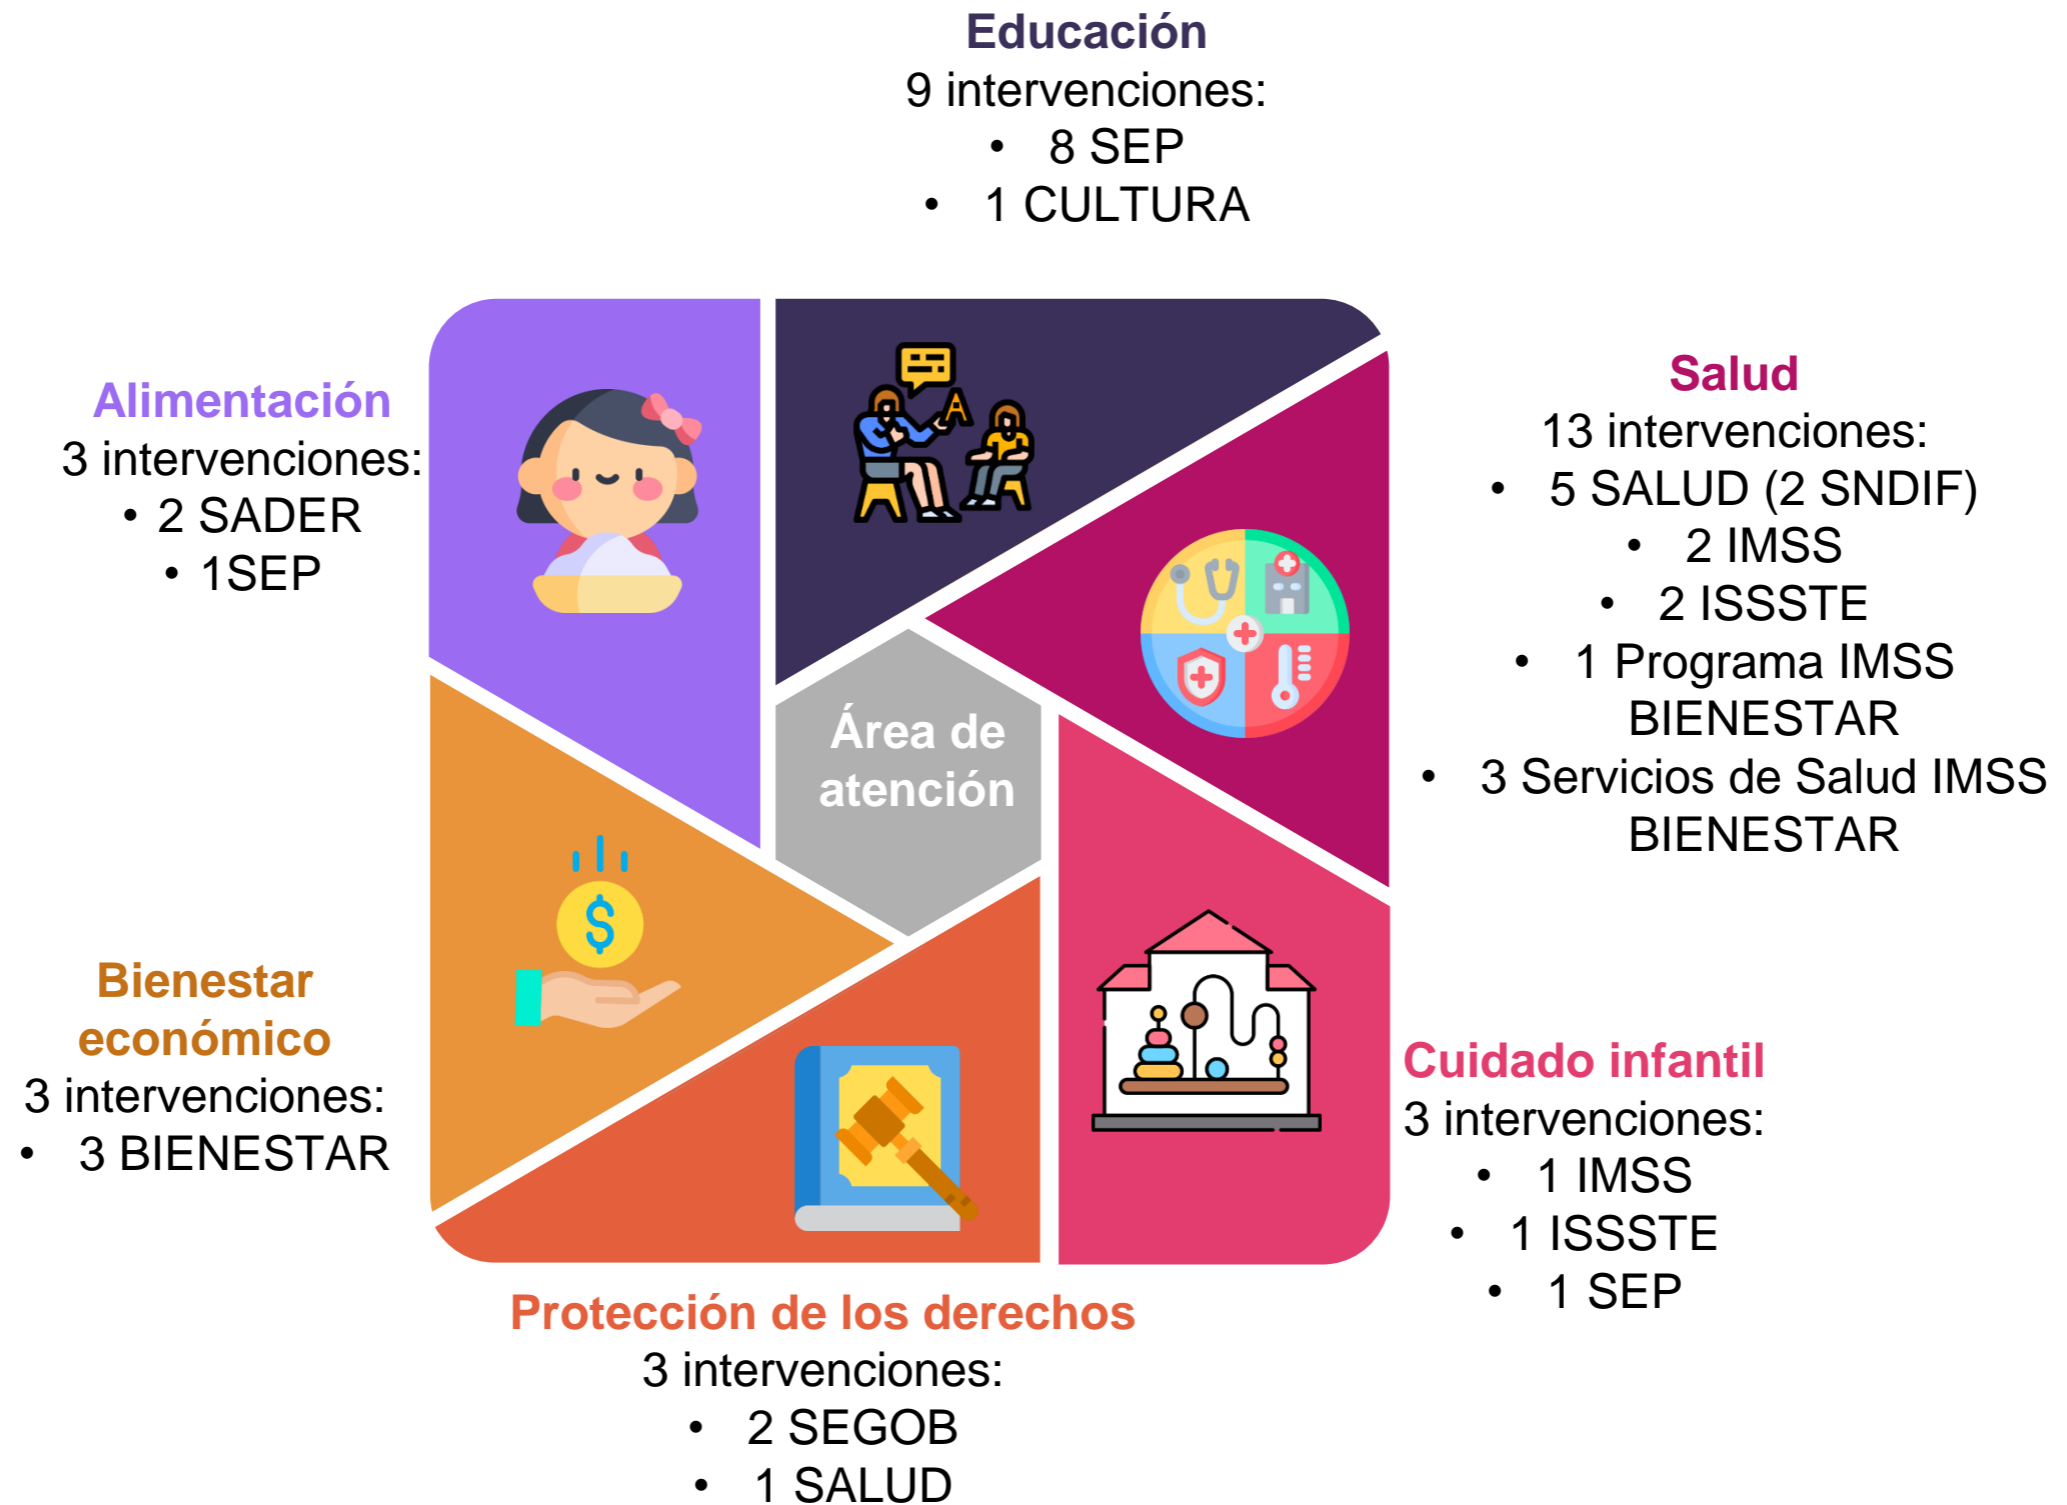 Educación
9 intervenciones:
• 8 SEP
• 1 CULTURA
Alimentación
3 intervenciones:
• 2 SADER
• 1SEP
Salud
13 intervenciones:
• 5 SALUD (2 SNDIF)
• 2 IMSS
• 2 ISSSTE
• 1 Programa IMSS
BIENESTAR
• 3 Servicios de Salud IMSS
BIENESTAR
Área de
atención
Bienestar
económico
3 intervenciones:
• 3 BIENESTAR
Cuidado infantil
3 intervenciones:
• 1 IMSS
• 1 ISSSTE
• 1 SEP
Protección de los derechos
3 intervenciones:
• 2 SEGOB
• 1 SALUD